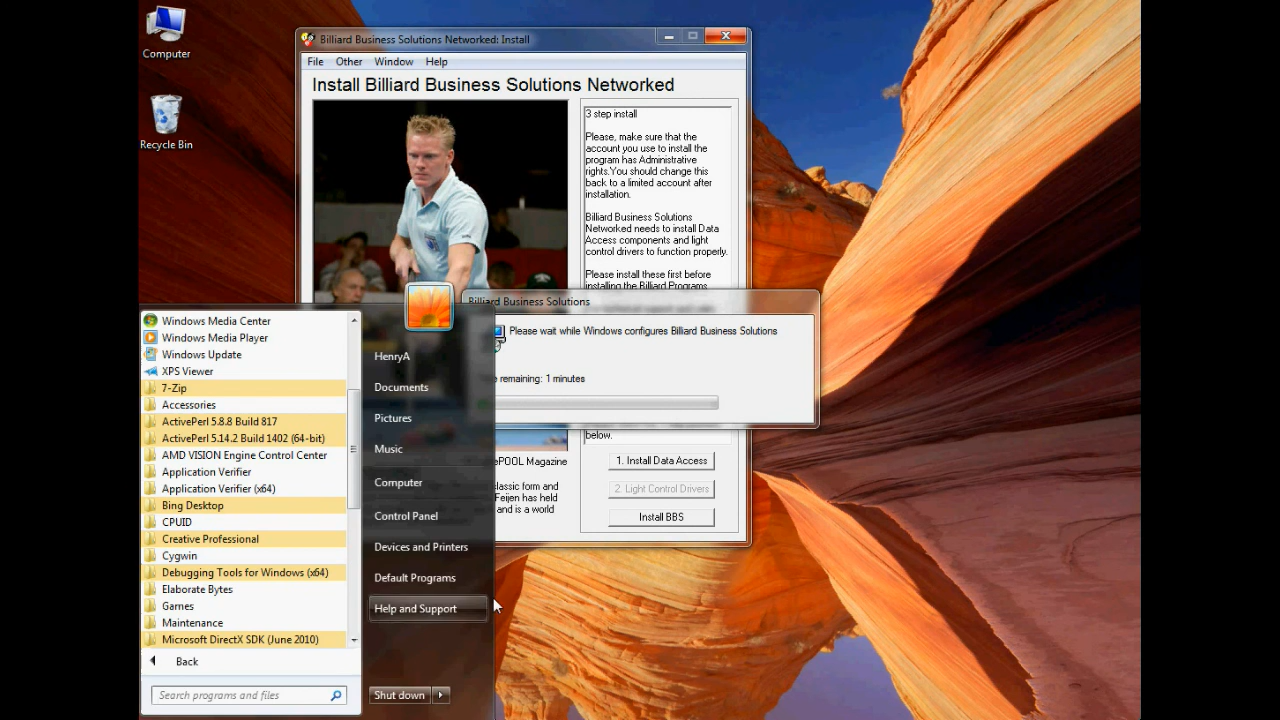 Computer
Recycle Bin
Billiard Business Solutions Networked: Install
File Other Window Help
Install Billiard Business Solutions Networked
3 step install
Please, make sure that the
account you use to install the
program has Administrative
rights.You should change this
back to a limited account after
installation.
Billiard Business Solutions
Networked needs to install Data
Access components and light
control drivers to function properly.
Please install these first before
installing the Billiard Programs
below.
ePOOL Magazine
classic form and
Feijen has held
and is a world
1. Install Data Access
2. Light Control Drivers
Install BBS
Billiard Business Solutions
Please wait while Windows configures Billiard Business Solutions
remaining: 1 minutes
Windows Media Center
Windows Media Player
Windows Update
XPS Viewer
7-Zip
Accessories
ActivePerl 5.8.8 Build 817
ActivePerl 5.14.2 Build 1402 (64-bit)
AMD VISION Engine Control Center
Application Verifier
Application Verifier (x64)
Bing Desktop
CPUID
Creative Professional
Cygwin
Debugging Tools for Windows (x64)
Elaborate Bytes
Games
Maintenance
Microsoft DirectX SDK (June 2010)
Back
Search programs and files
HenryA
Documents
Pictures
Music
Computer
Control Panel
Devices and Printers
Default Programs
Help and Support
Shut down